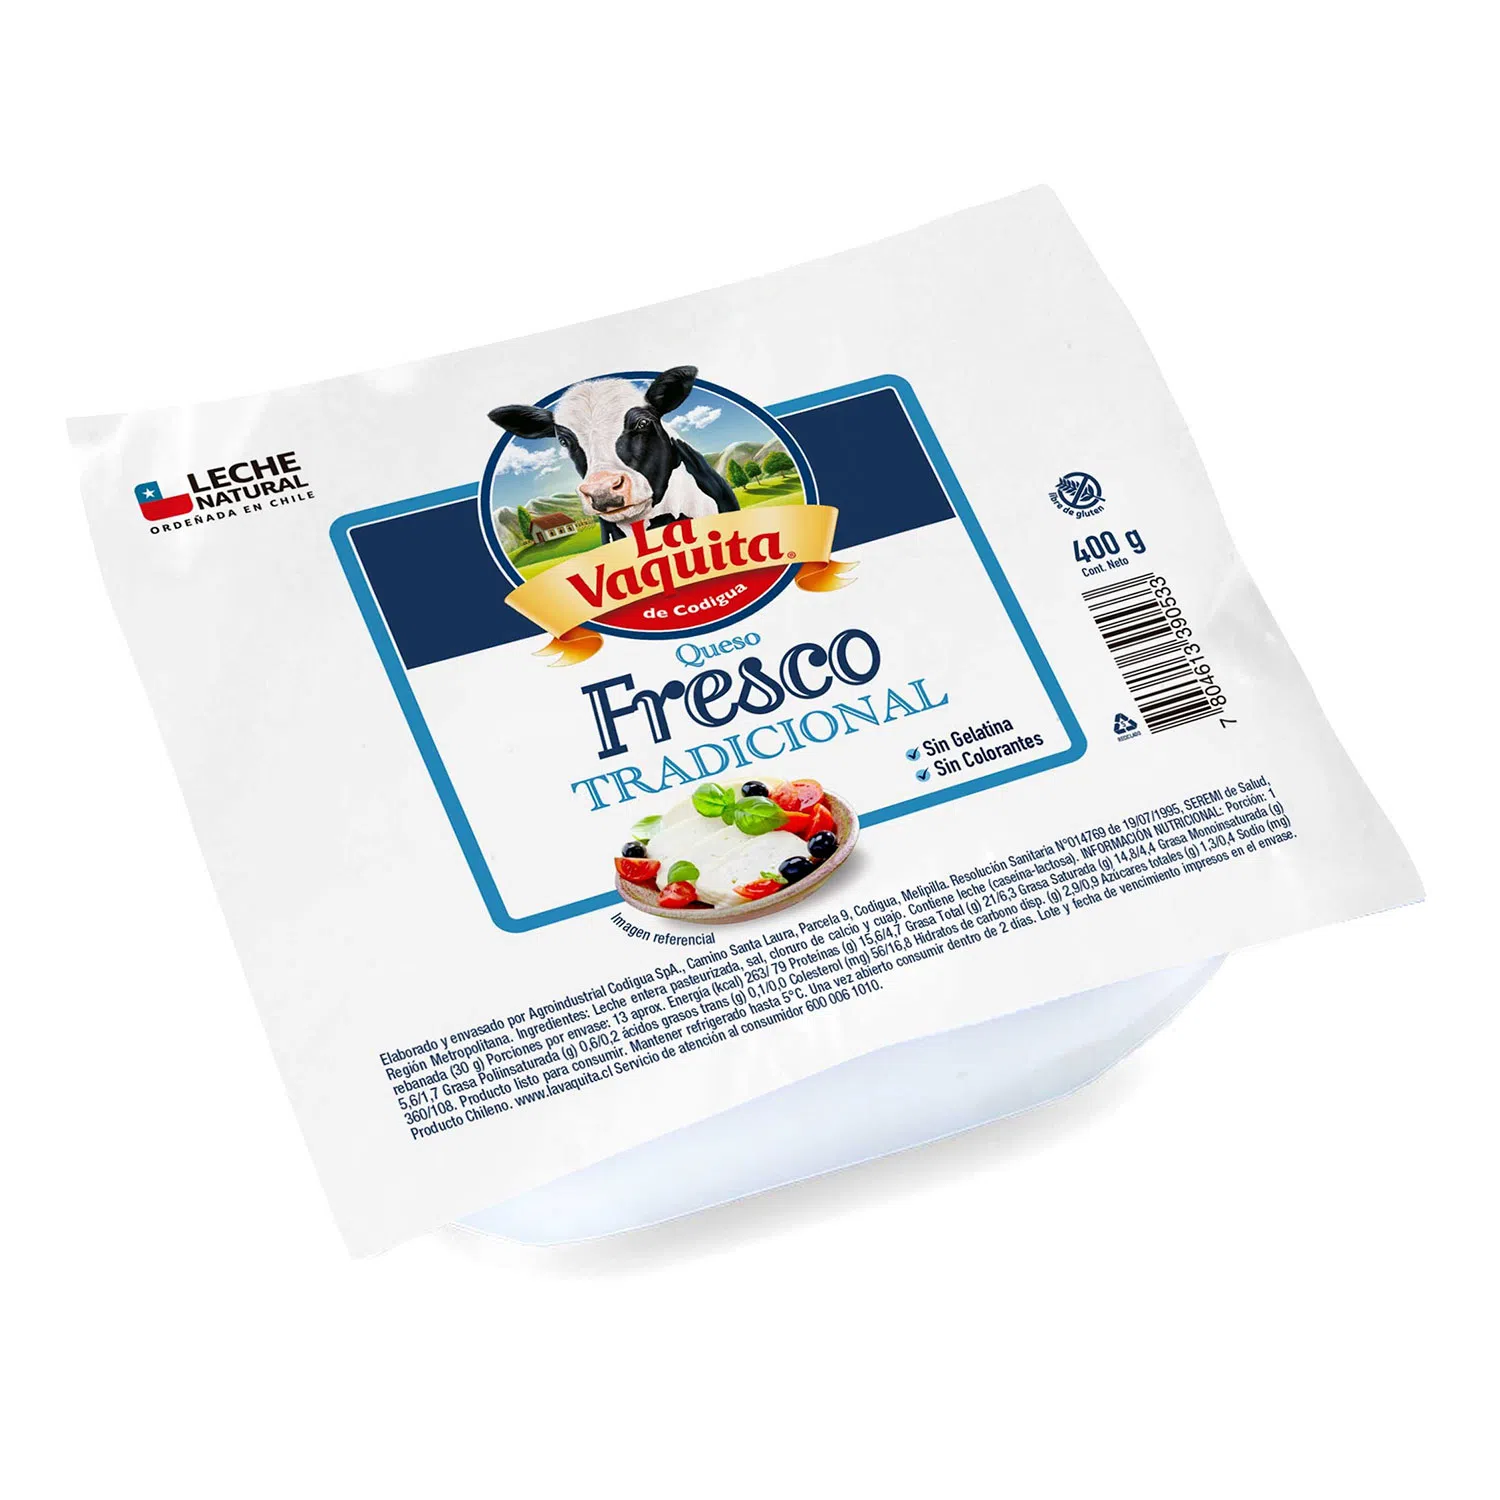 LECHE
NATURAL
ORDEÑADA EN CHILE
La
Vaquita®
de Codigua
Queso
Fresco
TRADICIONAL
Sin Gelatina
Sin Colorantes
Imagen referencial
libre de gluten
400 g
Cont. Neto
7 804613 390533
5
RECICLABLE
Elaborado y envasado por Agroindustrial Codigua SpA., Camino Santa Laura, Parcela 9, Codigua, Melipilla. Resolución Sanitaria N°014769 de 19/07/1995, SEREMI de Salud,
Región Metropolitana. Ingredientes: Leche entera pasteurizada, sal, cloruro de calcio y cuajo. Contiene leche (caseina-lactosa). INFORMACIÓN NUTRICIONAL: Porción: 1
rebanada (30 g) Porciones por envase: 13 aprox. Energía (kcal) 263/ 79 Proteínas (g) 15,6/4,7 Grasa Total (g) 21/6,3 Grasa Saturada (g) 14,8/4,4 Grasa Monoinsaturada (g)
5,6/1,7 Grasa Poliinsaturada (g) 0,6/0,2 ácidos grasos trans (g) 0,1/0,0 Colesterol (mg) 56/16,8 Hidratos de carbono disp. (g) 2,9/0,9 Azúcares totales (g) 1,3/0,4 Sodio (mg)
360/108. Producto listo para consumir. Mantener refrigerado hasta 5°C. Una vez abierto consumir dentro de 2 días. Lote y fecha de vencimiento impresos en el envase.
Producto Chileno. www.lavaquita.cl Servicio de atención al consumidor 600 006 1010.